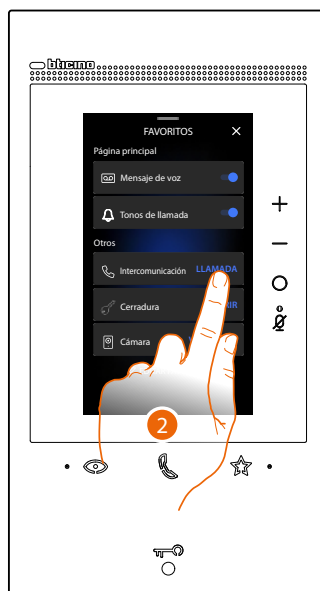 bticino
FAVORITOS
Página principal
Mensaje de voz
Tonos de llamada
Otros
Intercomunicación LLAMADA
Cerradura
Cámara
2